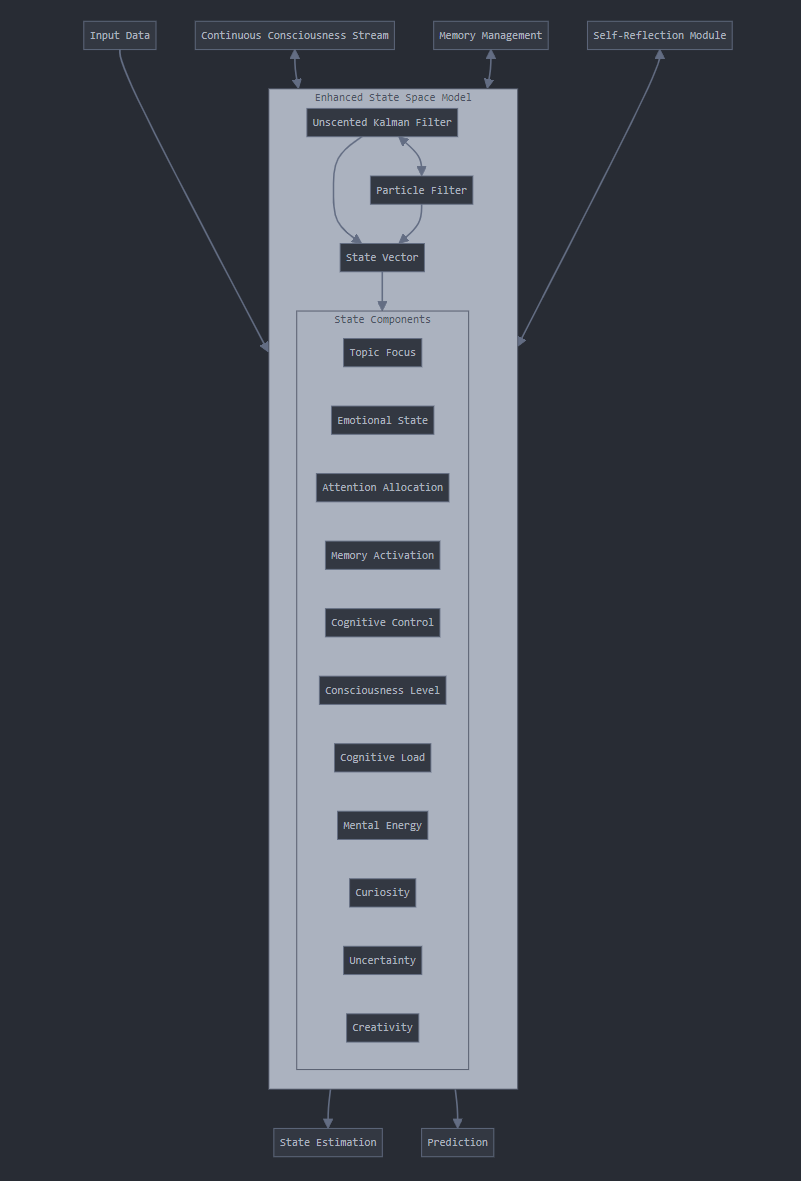 Input Data
Continuous Consciousness Stream
Memory Management
Self-Reflection Module
Enhanced State Space Model
Unscented Kalman Filter
Particle Filter
State Vector
State Components
Topic Focus
Emotional State
Attention Allocation
Memory Activation
Cognitive Control
Consciousness Level
Cognitive Load
Mental Energy
Curiosity
Uncertainty
Creativity
State Estimation
Prediction